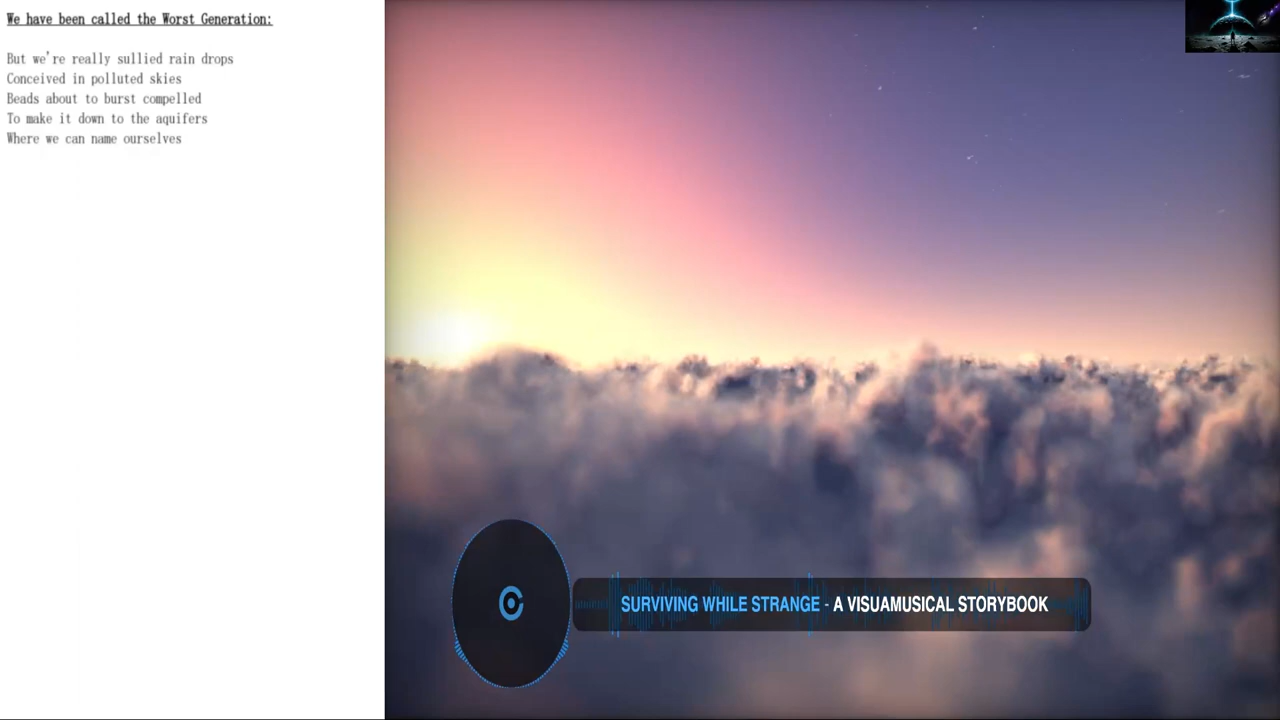 We have been called the Worst Generation:
But we're really sullied rain drops
Conceived in polluted skies
Beads about to burst compelled
To make it down to the aquifers
Where we can name ourselves
SURVIVING WHILE STRANGE - A VISUAMUSICAL STORYBOOK